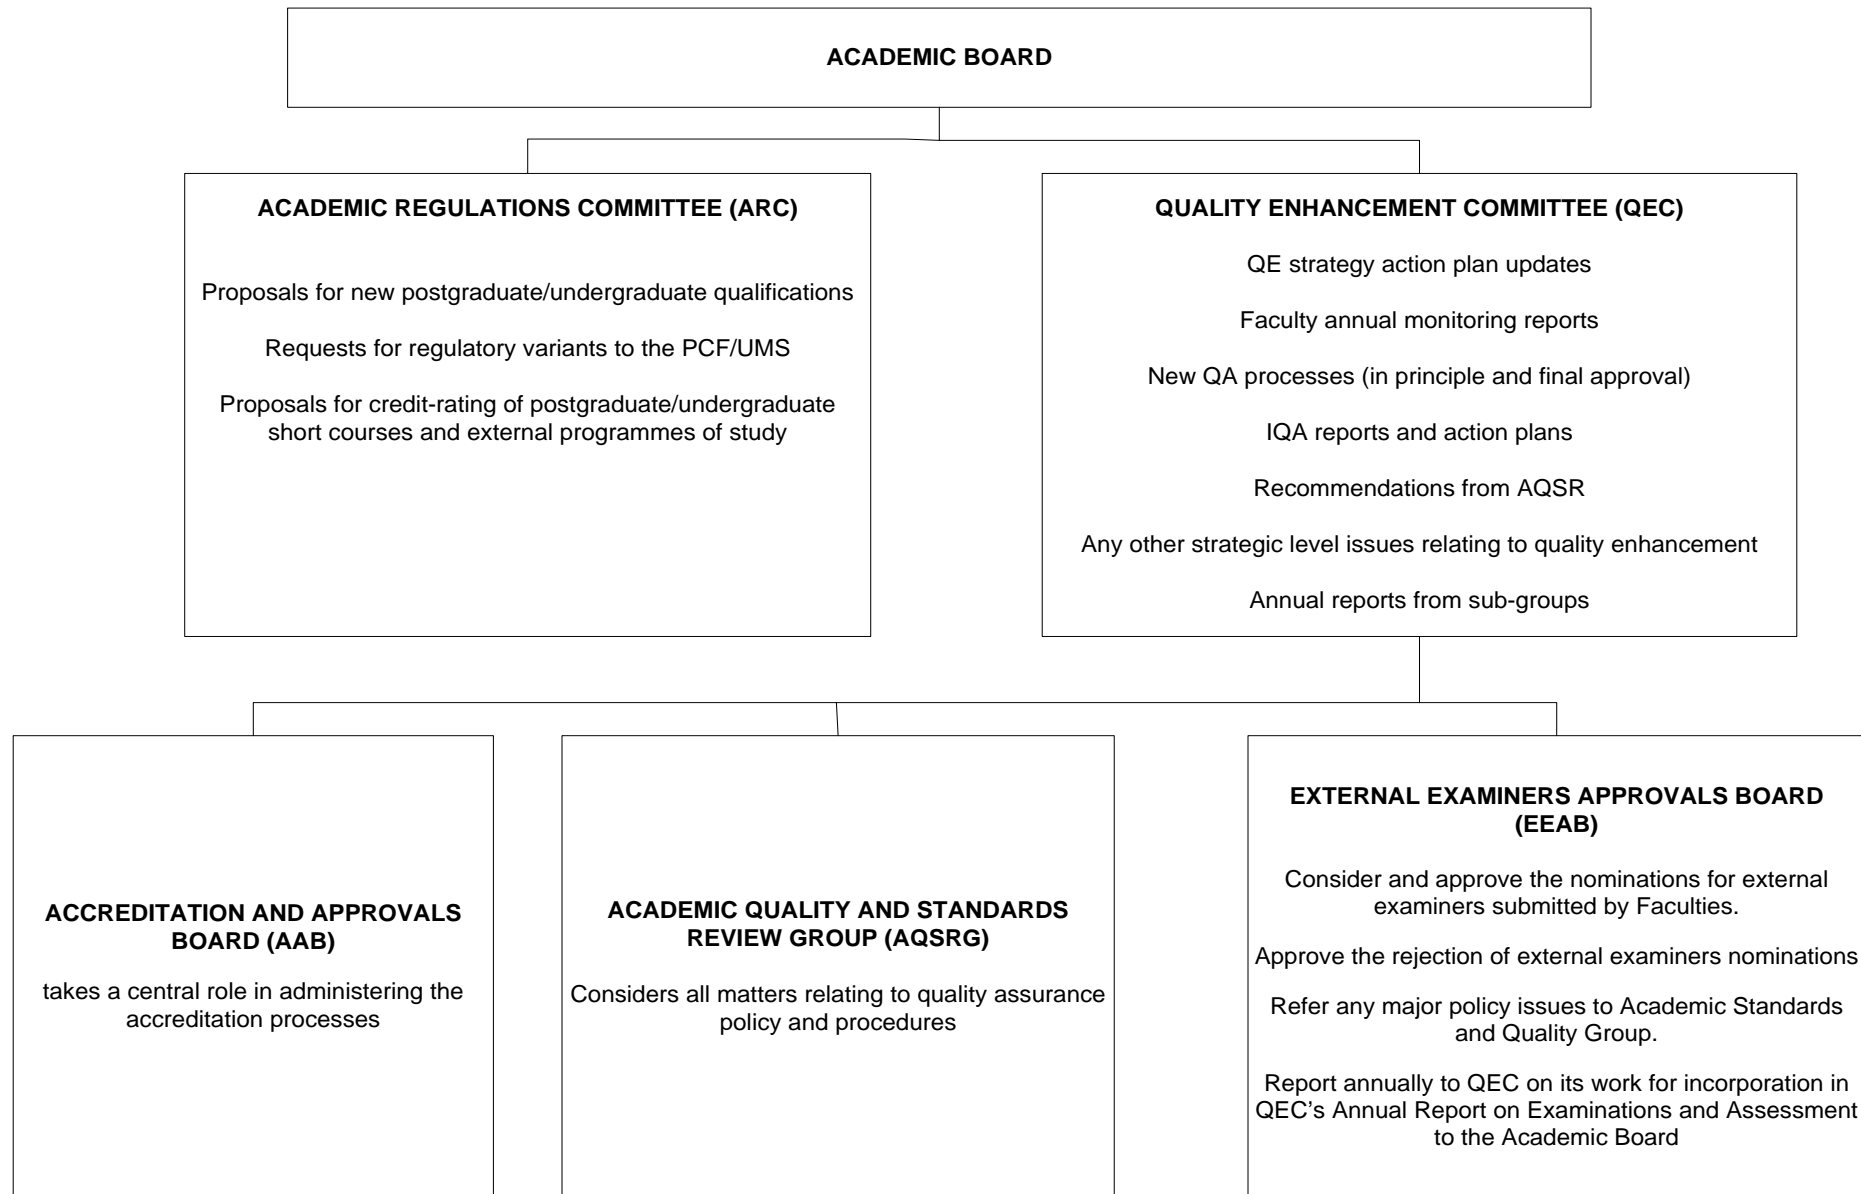 ACADEMIC BOARD
ACADEMIC REGULATIONS COMMITTEE (ARC)
Proposals for new postgraduate/undergraduate qualifications
Requests for regulatory variants to the PCF/UMS
Proposals for credit-rating of postgraduate/undergraduate
short courses and external programmes of study
QUALITY ENHANCEMENT COMMITTEE (QEC)
QE strategy action plan updates
Faculty annual monitoring reports
New QA processes (in principle and final approval)
IQA reports and action plans
Recommendations from AQSR
Any other strategic level issues relating to quality enhancement
Annual reports from sub-groups
ACCREDITATION AND APPROVALS
BOARD (AAB)
takes a central role in administering the
accreditation processes
ACADEMIC QUALITY AND STANDARDS
REVIEW GROUP (AQSRG)
Considers all matters relating to quality assurance
policy and procedures
EXTERNAL EXAMINERS APPROVALS BOARD
(EEAB)
Consider and approve the nominations for external
examiners submitted by Faculties.
Approve the rejection of external examiners nominations
Refer any major policy issues to Academic Standards
and Quality Group.
Report annually to QEC on its work for incorporation in
QEC’s Annual Report on Examinations and Assessment
to the Academic Board